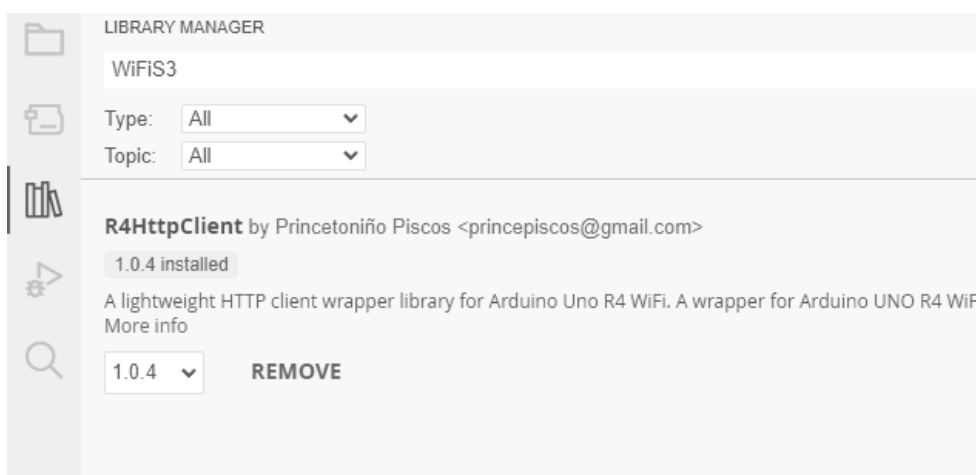 LIBRARY MANAGER
WiFiS3
Type: All
Topic: All
R4HttpClient by Princetoniño Piscos <princepiscos@gmail.com>
1.0.4 installed
A lightweight HTTP client wrapper library for Arduino Uno R4 WiFi. A wrapper for Arduino UNO R4 WiF
More info
1.0.4 REMOVE